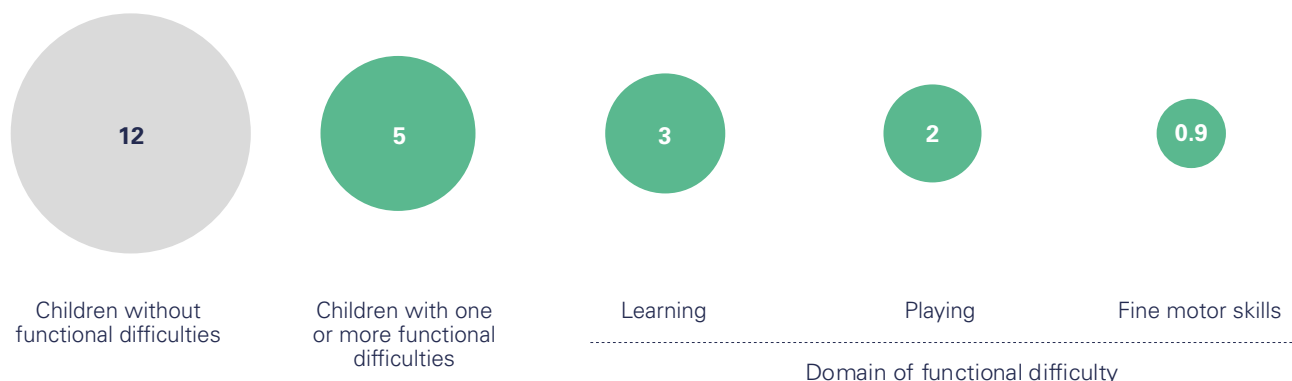 12
5
3
2
0.9
Children without
functional difficulties
Children with one
or more functional
difficulties
Learning
Playing
Fine motor skills
Domain of functional difficulty